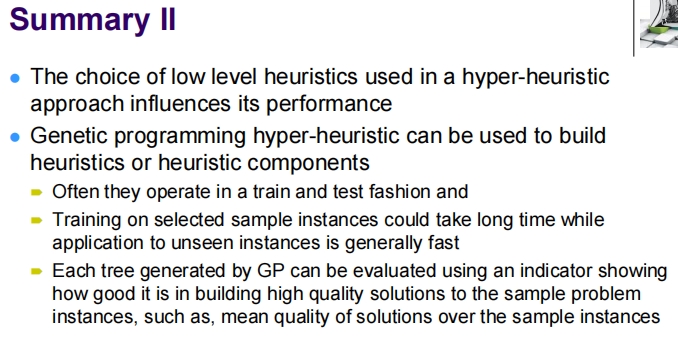 Summary II
The choice of low level heuristics used in a hyper-heuristic
approach influences its performance
Genetic programming hyper-heuristic can be used to build
heuristics or heuristic components
Often they operate in a train and test fashion and
Training on selected sample instances could take long time while
application to unseen instances is generally fast
Each tree generated by GP can be evaluated using an indicator showing
how good it is in building high quality solutions to the sample problem
instances, such as, mean quality of solutions over the sample instances